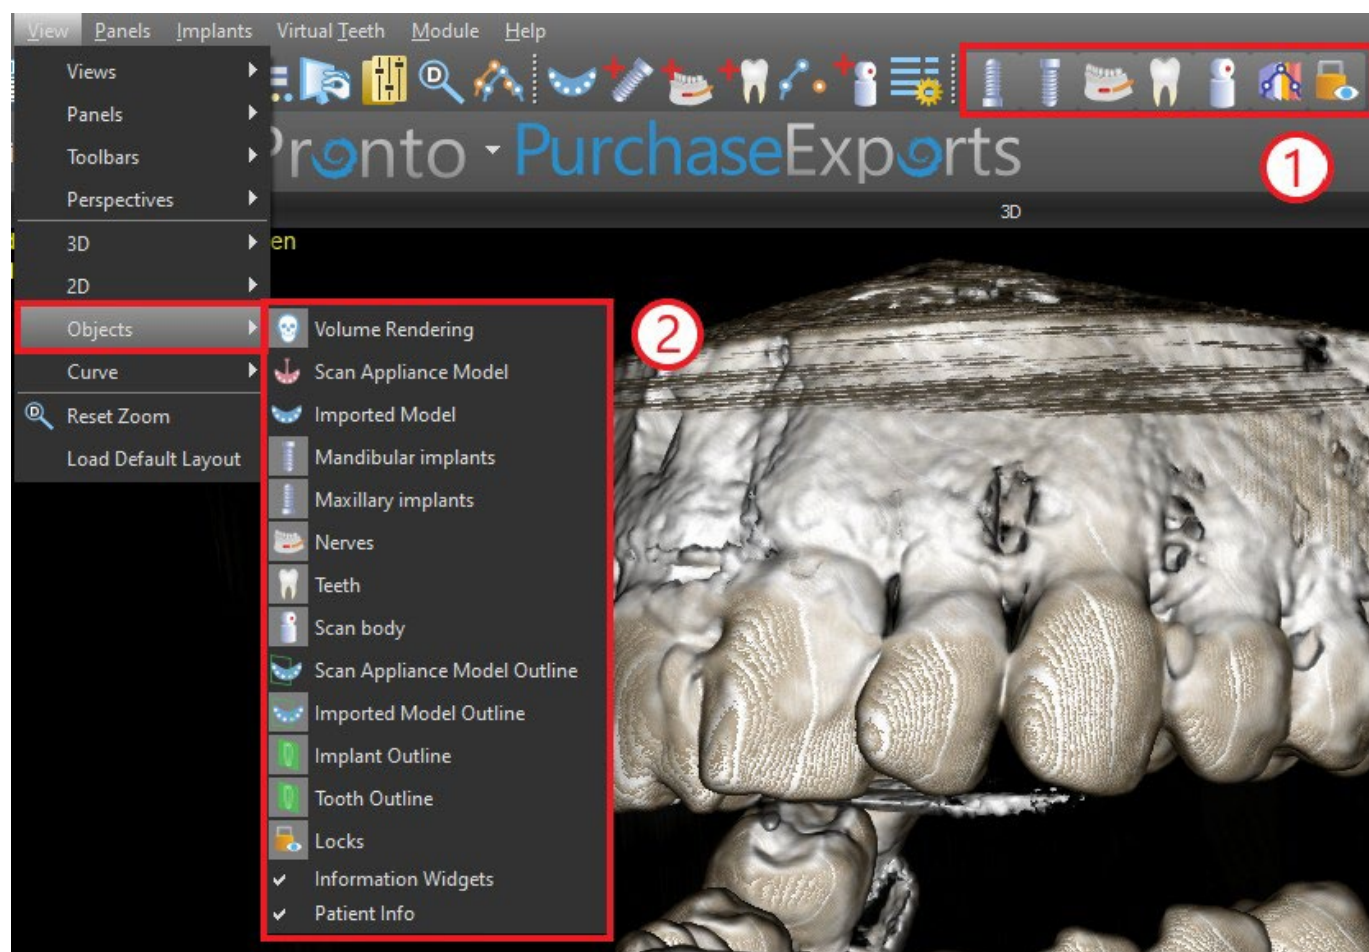 View Panels Implants Virtual Teeth Module Help
Views
Panels
Toolbars
Perspectives
3D
2D
Objects
Curve
Reset Zoom
Load Default Layout
D
D
1
Pronto PurchaseExports
3D
en
2
Volume Rendering
Scan Appliance Model
Imported Model
Mandibular implants
Maxillary implants
Nerves
Teeth
Scan body
Scan Appliance Model Outline
Imported Model Outline
Implant Outline
Tooth Outline
Locks
Information Widgets
Patient Info